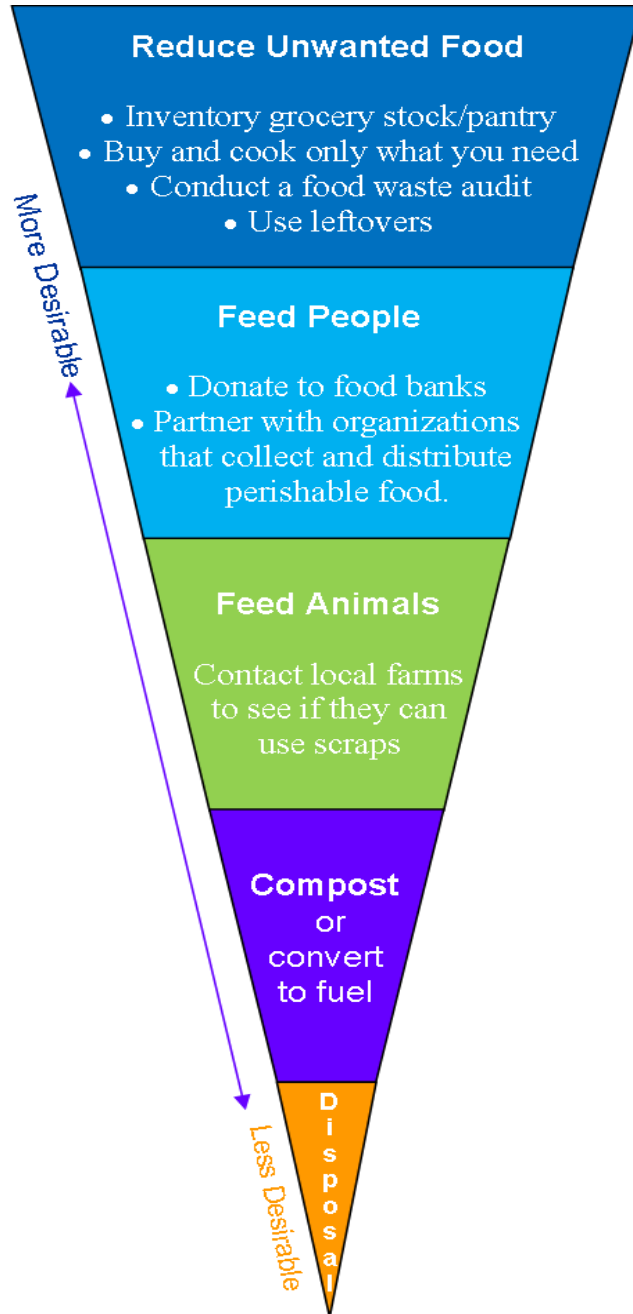 Reduce Unwanted Food
• Inventory grocery stock/pantry
• Buy and cook only what you need
• Conduct a food waste audit
• Use leftovers
More Desirable
Feed People
• Donate to food banks
• Partner with organizations
that collect and distribute
perishable food.
Feed Animals
Contact local farms
to see if they can
use scraps
Compost
or
convert
to fuel
Less Desirable
Disposal